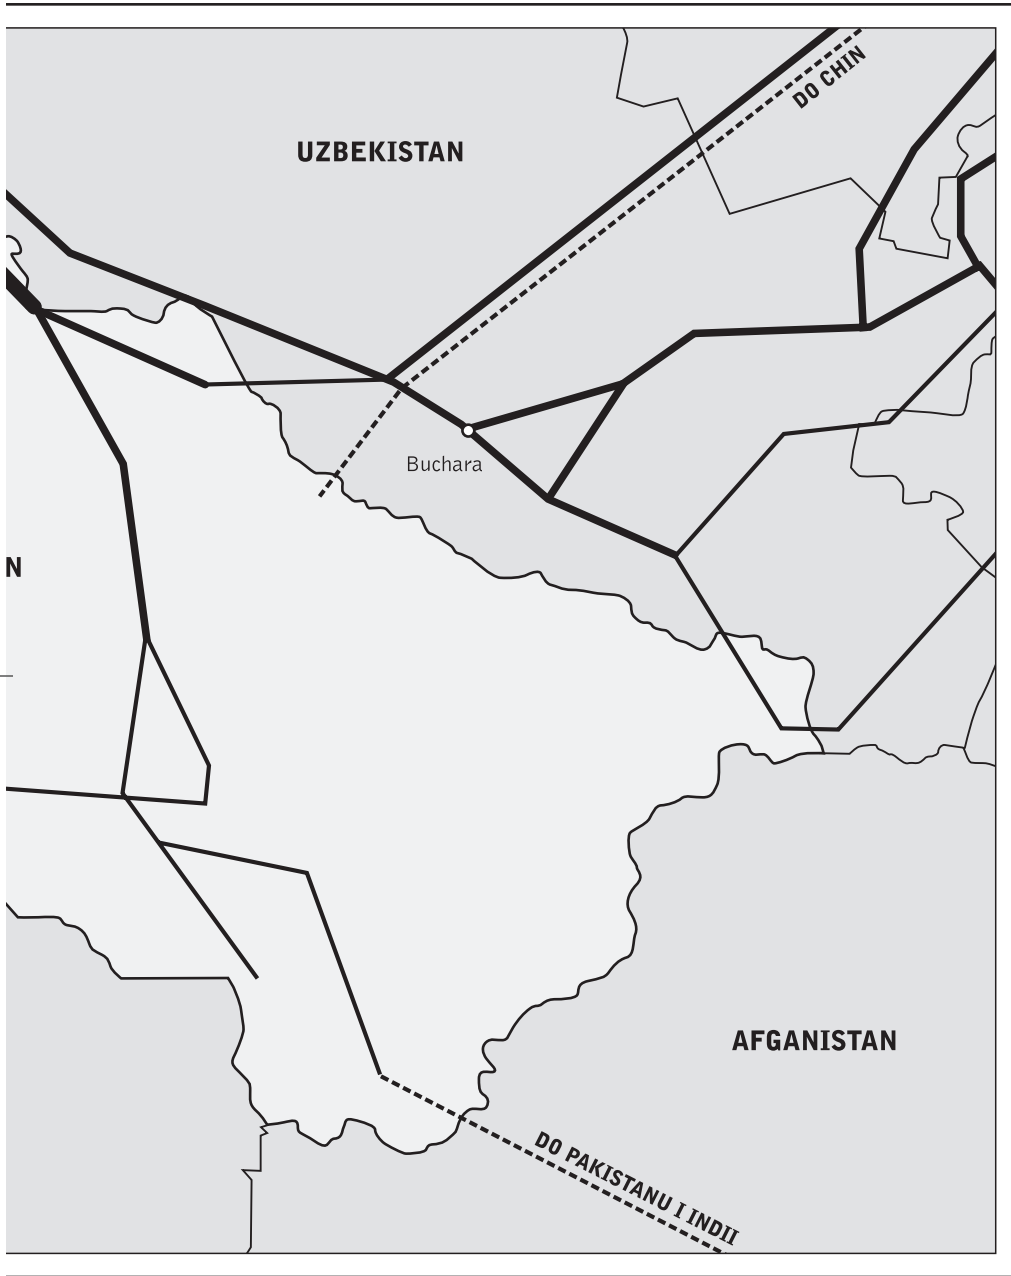 DO CHIN
UZBEKISTAN
Buchara
N
AFGANISTAN
DO PAKISTANU I INDII